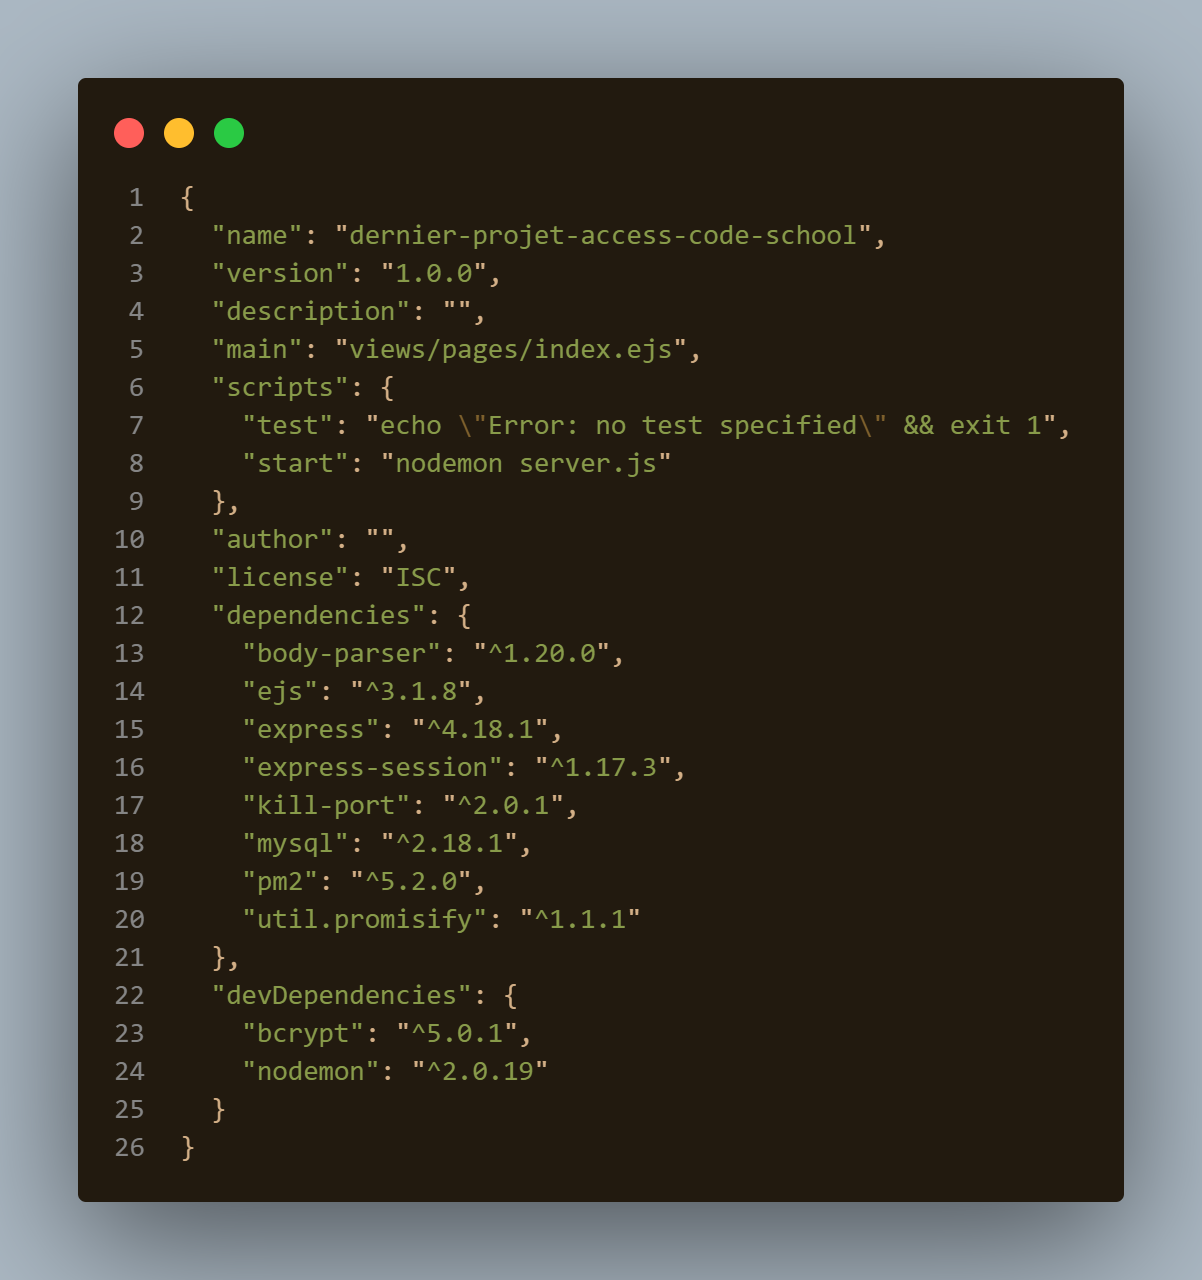 1 {
2   "name": "dernier-projet-access-code-school",
3   "version": "1.0.0",
4   "description": "",
5   "main": "views/pages/index.ejs",
6   "scripts": {
7     "test": "echo \"Error: no test specified\" && exit 1",
8     "start": "nodemon server.js"
9   },
10   "author": "",
11   "license": "ISC",
12   "dependencies": {
13     "body-parser": "^1.20.0",
14     "ejs": "^3.1.8",
15     "express": "^4.18.1",
16     "express-session": "^1.17.3",
17     "kill-port": "^2.0.1",
18     "mysql": "^2.18.1",
19     "pm2": "^5.2.0",
20     "util.promisify": "^1.1.1"
21   },
22   "devDependencies": {
23     "bcrypt": "^5.0.1",
24     "nodemon": "^2.0.19"
25   }
26 }